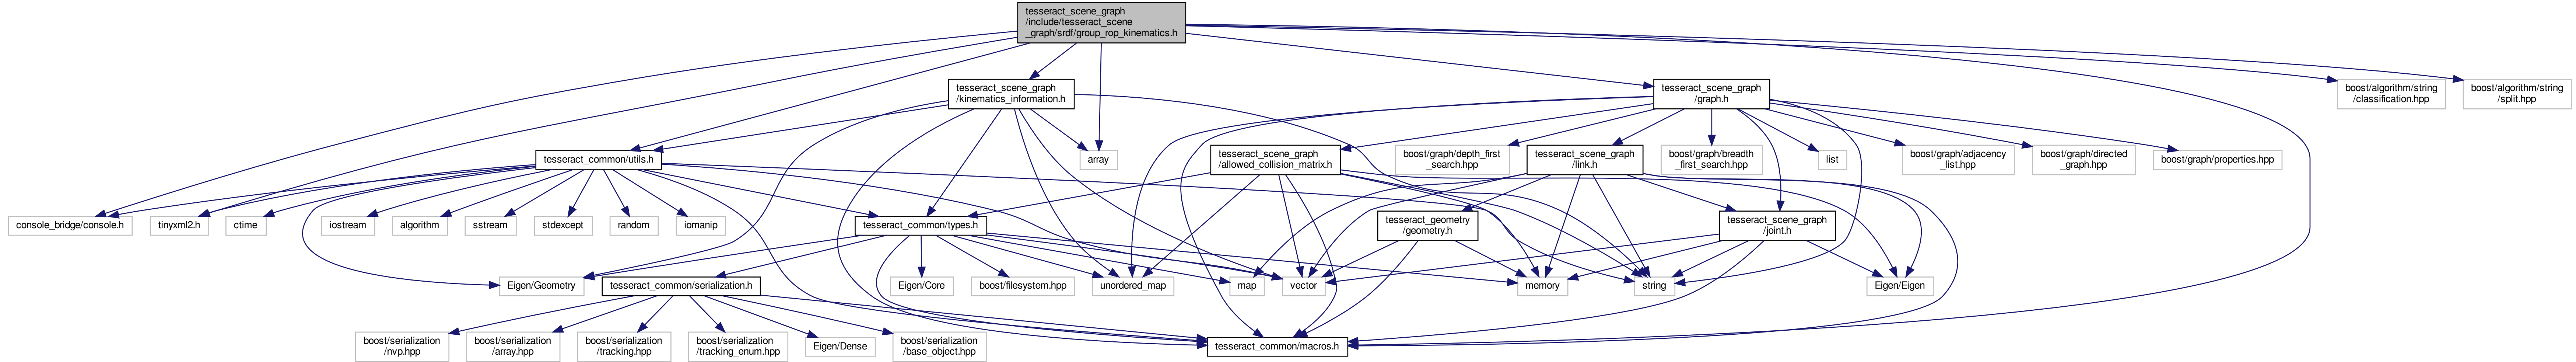 tesseract_scene_graph
/include/tesseract_scene
_graph/srdf/group_rop_kinematics.h
tesseract_scene_graph
/kinematics_information.h
tesseract_scene_graph
/graph.h
boost/algorithm/string
/classification.hpp
boost/algorithm/string
/split.hpp
tesseract_common/utils.h
array
tesseract_scene_graph
/allowed_collision_matrix.h
boost/graph/depth_first
_search.hpp
tesseract_scene_graph
/link.h
boost/graph/breadth
_first_search.hpp
list
boost/graph/adjacency
_list.hpp
boost/graph/directed
_graph.hpp
boost/graph/properties.hpp
console_bridge/console.h
tinyxml2.h
ctime
iostream
algorithm
sstream
stdexcept
random
iomanip
tesseract_common/types.h
tesseract_geometry
/geometry.h
tesseract_scene_graph
/joint.h
Eigen/Geometry
tesseract_common/serialization.h
Eigen/Core
boost/filesystem.hpp
unordered_map
map
vector
memory
string
Eigen/Eigen
boost/serialization
/nvp.hpp
boost/serialization
/array.hpp
boost/serialization
/tracking.hpp
boost/serialization
/tracking_enum.hpp
Eigen/Dense
boost/serialization
/base_object.hpp
tesseract_common/macros.h